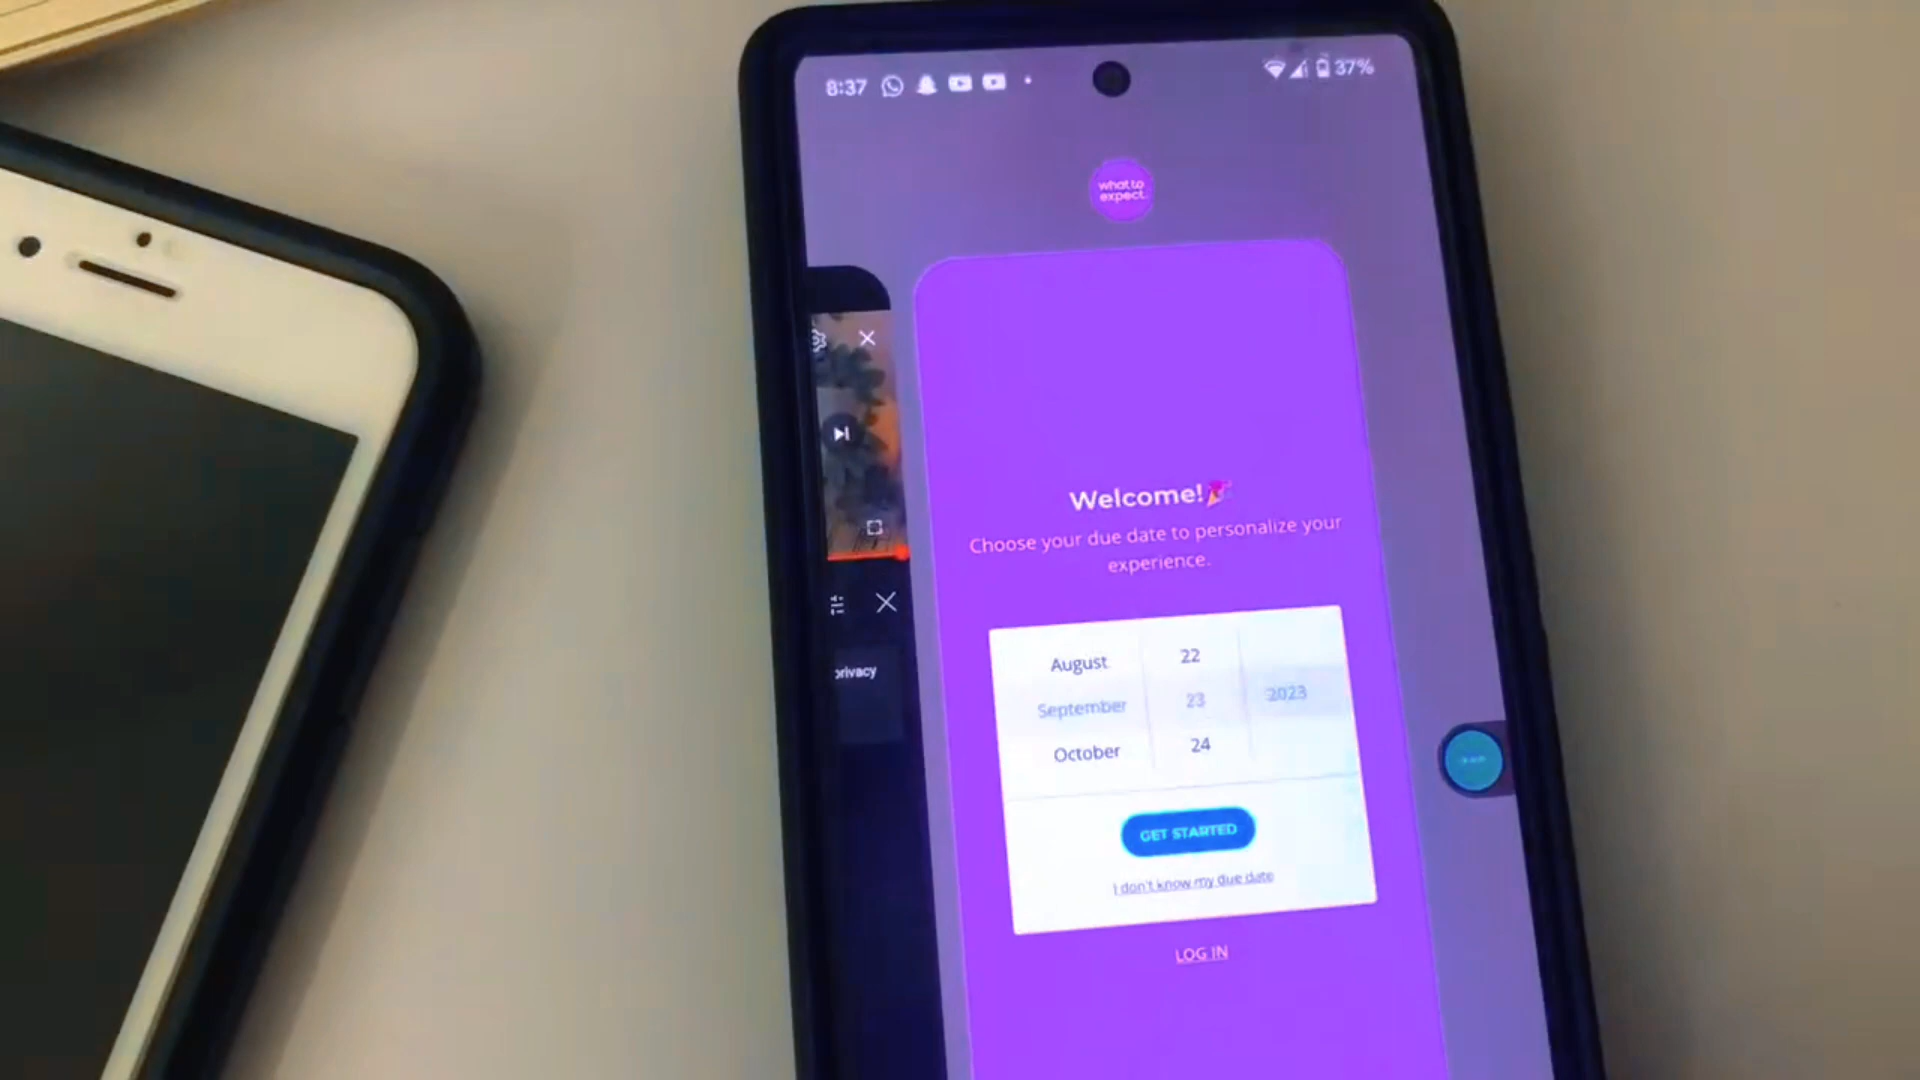 8:37
37%
what to
expect.
Welcome!🎉
Choose your due date to personalize your
experience.
privacy
August 22
September 23 2023
October 24
GET STARTED
I don't know my due date
LOG IN